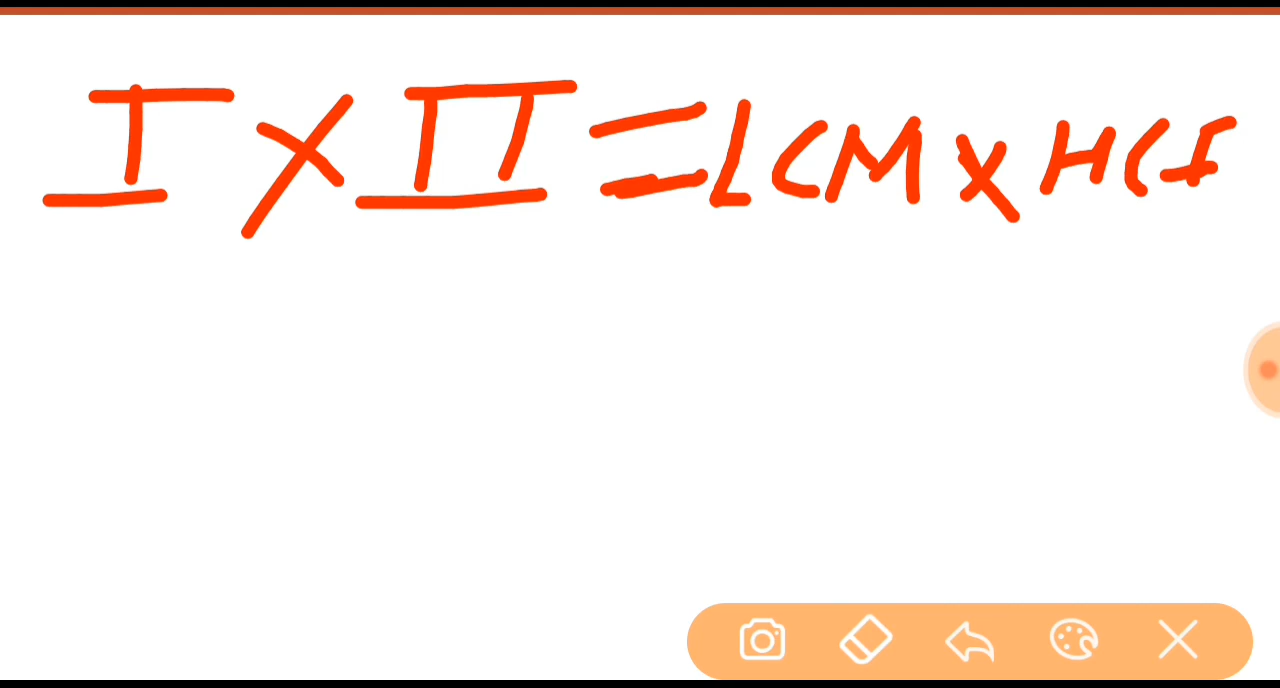 I X II = LCM X HCF